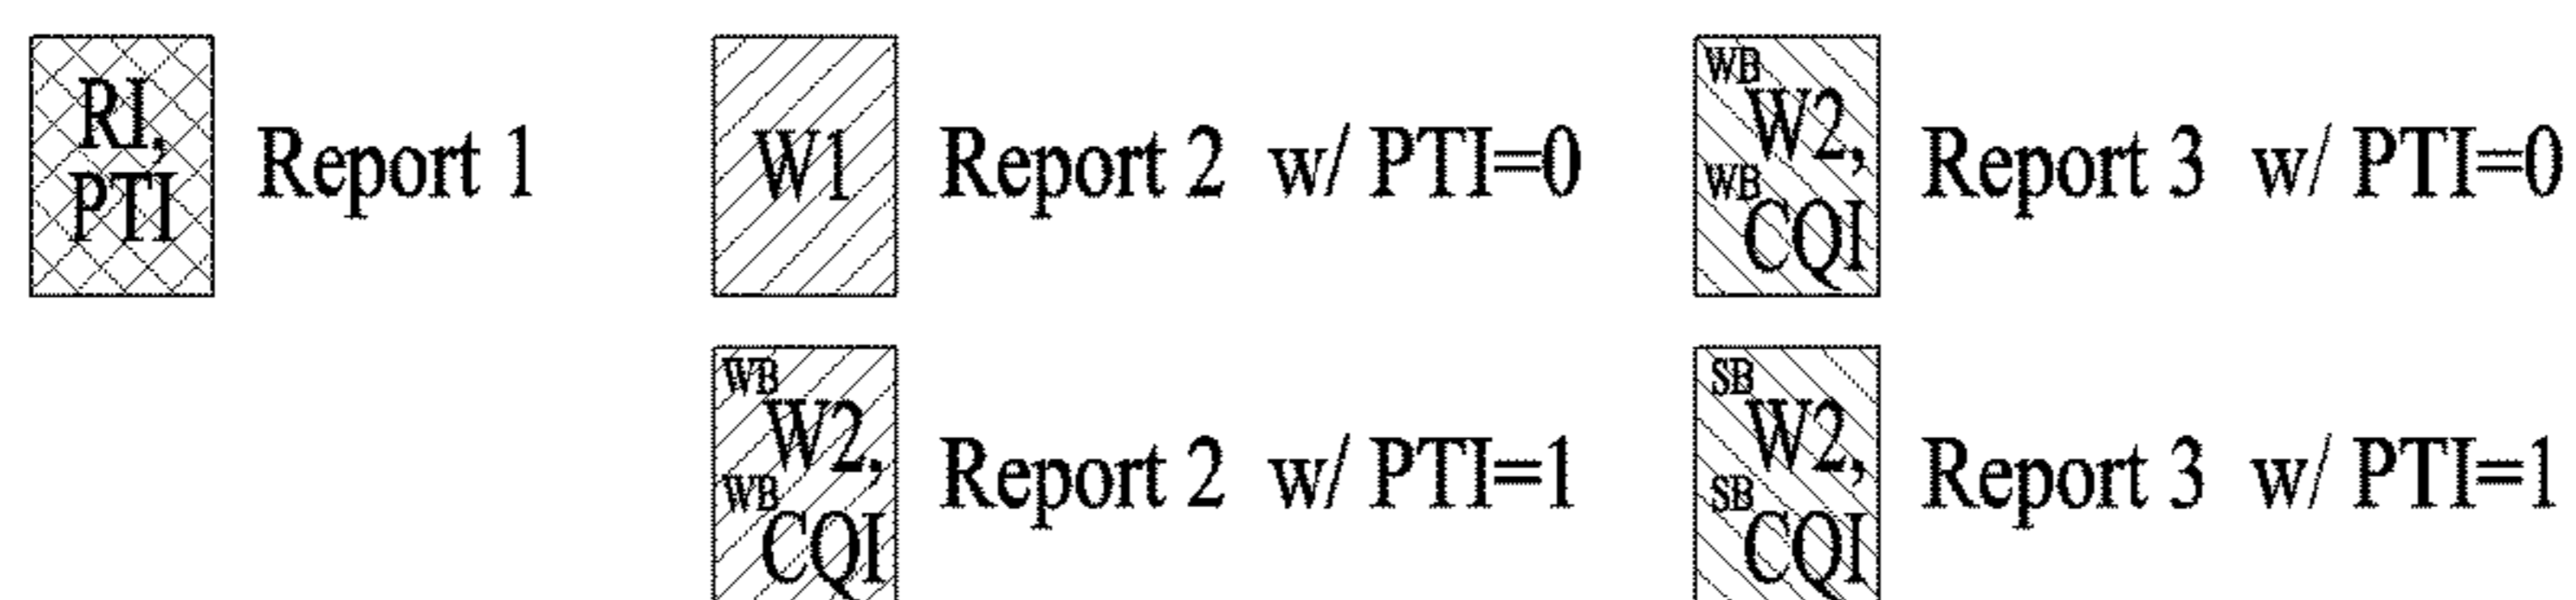 RI,
PTI
Report 1
W1
Report 2 w/ PTI=0
WB
W2,
WB
CQI
Report 3 w/ PTI=0
WB
W2,
WB
CQI
Report 2 w/ PTI=1
SB
W2,
SB
CQI
Report 3 w/ PTI=1